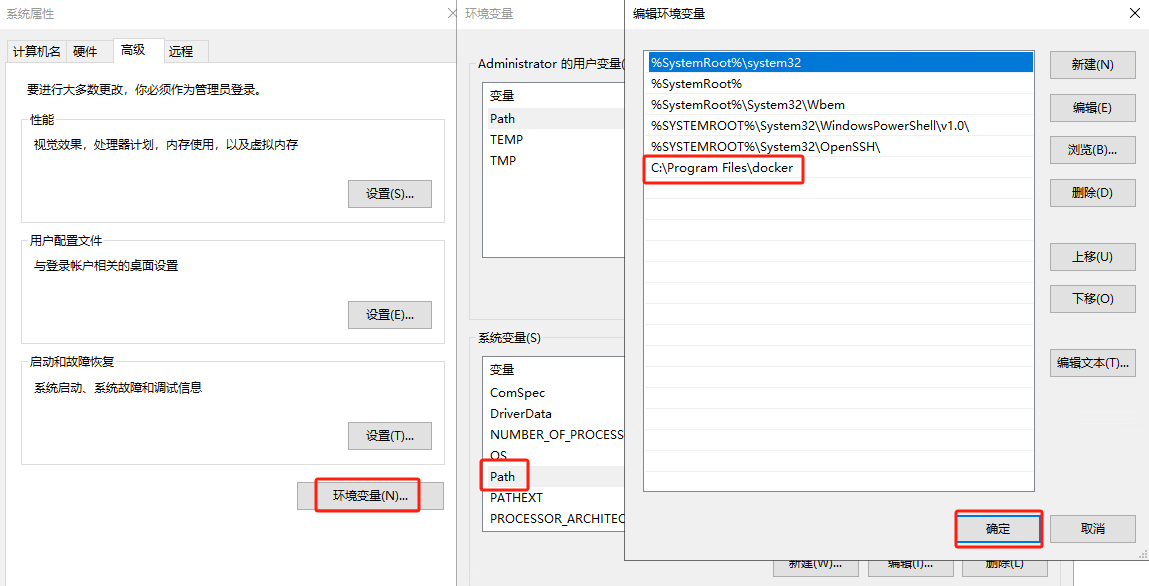 系统属性
计算机名 硬件 高级 远程
要进行大多数更改，你必须作为管理员登录。
性能
视觉效果，处理器计划，内存使用，以及虚拟内存
设置(S)...
用户配置文件
与登录帐户相关的桌面设置
设置(E)...
启动和故障恢复
系统启动、系统故障和调试信息
设置(T)...
环境变量(N)...
环境变量
Administrator 的用户变量(
变量
Path
TEMP
TMP
系统变量(S)
变量
ComSpec
DriverData
NUMBER_OF_PROCESS
OS
Path
PATHEXT
PROCESSOR_ARCHITEC
新建(W)...
编辑(I)...
删除(L)
编辑环境变量
%SystemRoot%\system32
%SystemRoot%
%SystemRoot%\System32\Wbem
%SYSTEMROOT%\System32\WindowsPowerShell\v1.0\
%SYSTEMROOT%\System32\OpenSSH\
C:\Program Files\docker
新建(N)
编辑(E)
浏览(B)...
删除(D)
上移(U)
下移(O)
编辑文本(T)...
确定
取消